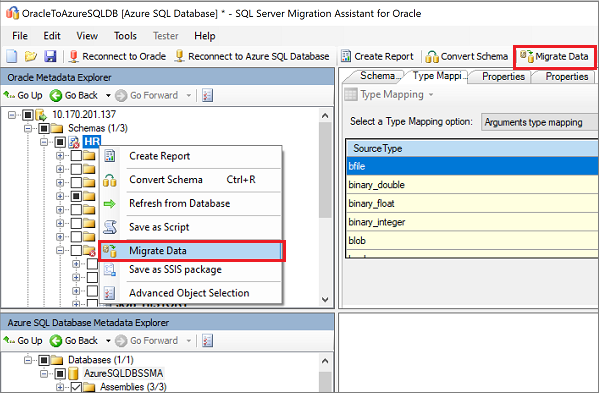 OracleToAzureSQLDB [Azure SQL Database] * - SQL Server Migration Assistant for Oracle
File Edit View Tools Tester Help
Reconnect to Oracle Reconnect to Azure SQL Database Create Report Convert Schema Migrate Data
Oracle Metadata Explorer
Go Up Go Back Go Forward
10.170.201.137
Schemas (1/3)
HR
Create Report
Convert Schema Ctrl+R
Refresh from Database
Save as Script
Migrate Data
Save as SSIS package
Advanced Object Selection
Schema... Type Mappi... Properties Properties
Type Mapping
Select a Type Mapping option: Arguments type mapping
SourceType
bfile
binary_double
binary_float
binary_integer
blob
Azure SQL Database Metadata Explorer
Go Up Go Back Go Forward
Databases (1/1)
AzureSQLDBSSMA
Assemblies (3/3)